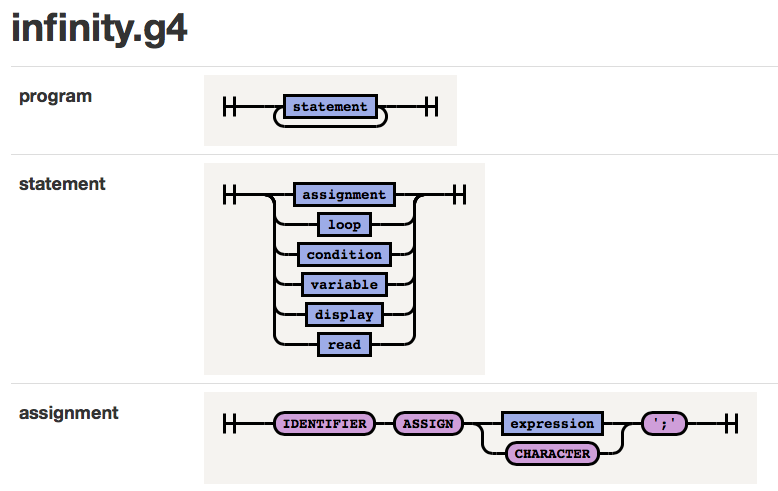 infinity.g4
program
statement
statement
assignment
loop
condition
variable
display
read
assignment
IDENTIFIER ASSIGN expression ';'
CHARACTER